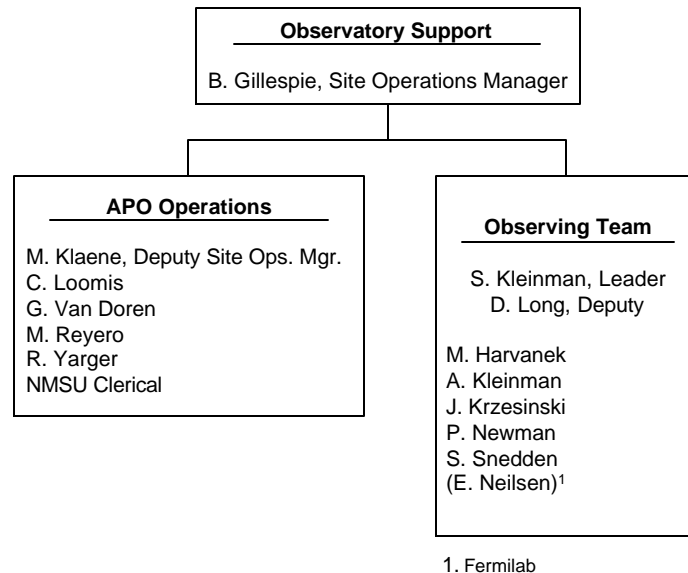 Observatory Support
B. Gillespie, Site Operations Manager
APO Operations
M. Klaene, Deputy Site Ops. Mgr.
C. Loomis
G. Van Doren
M. Reyero
R. Yarger
NMSU Clerical
Observing Team
S. Kleinman, Leader
D. Long, Deputy
M. Harvanek
A. Kleinman
J. Krzesinski
P. Newman
S. Snedden
(E. Neilsen)¹
1. Fermilab